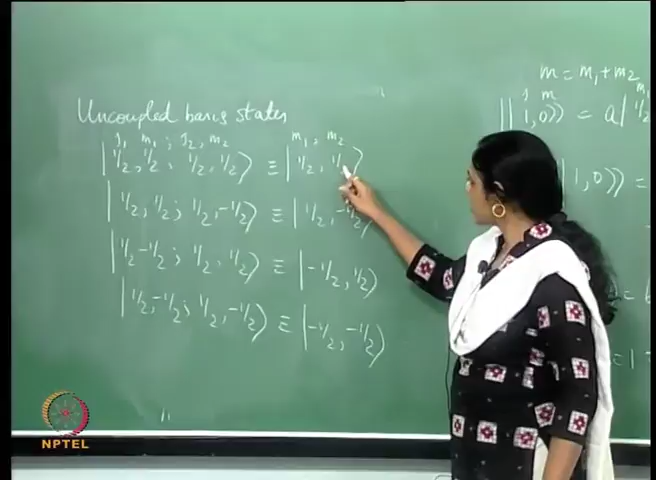 Uncoupled basis states
j₁ m₁ ; j₂, m₂
m₁, m₂
|½, ½; ½, ½⟩ ≡ |½, ½⟩
|½, ½; ½, -½⟩ ≡ |½, -½⟩
|½, -½; ½, ½⟩ ≡ |-½, ½⟩
|½, -½; ½, -½⟩ ≡ |-½, -½⟩
m = m₁+m₂
j m
||1,0⟩⟩ = a|½
|1,0⟩⟩ =
NPTEL